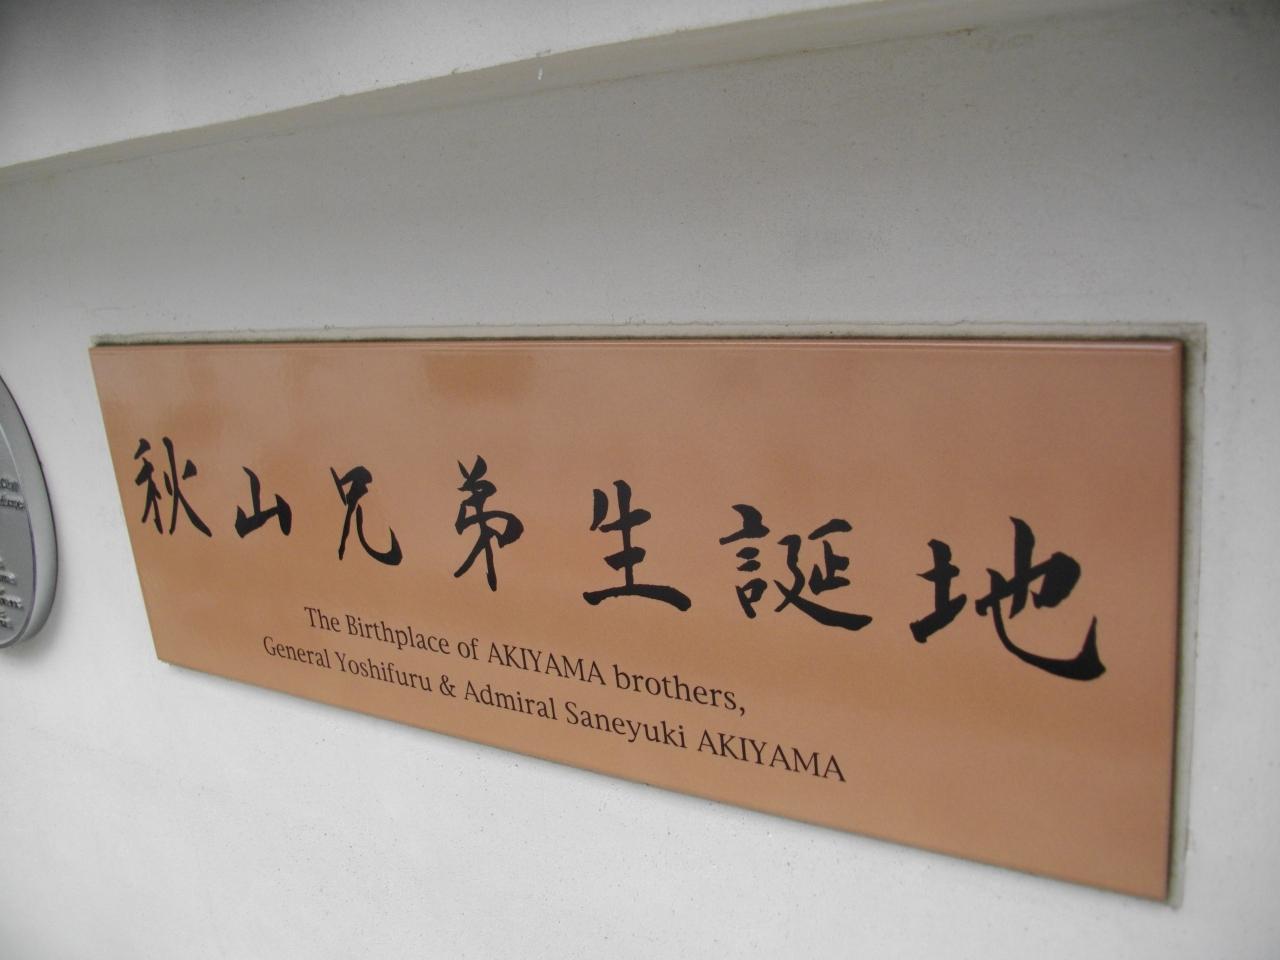 秋山兄弟生誕地
The Birthplace of AKIYAMA brothers,
General Yoshifuru & Admiral Saneyuki AKIYAMA